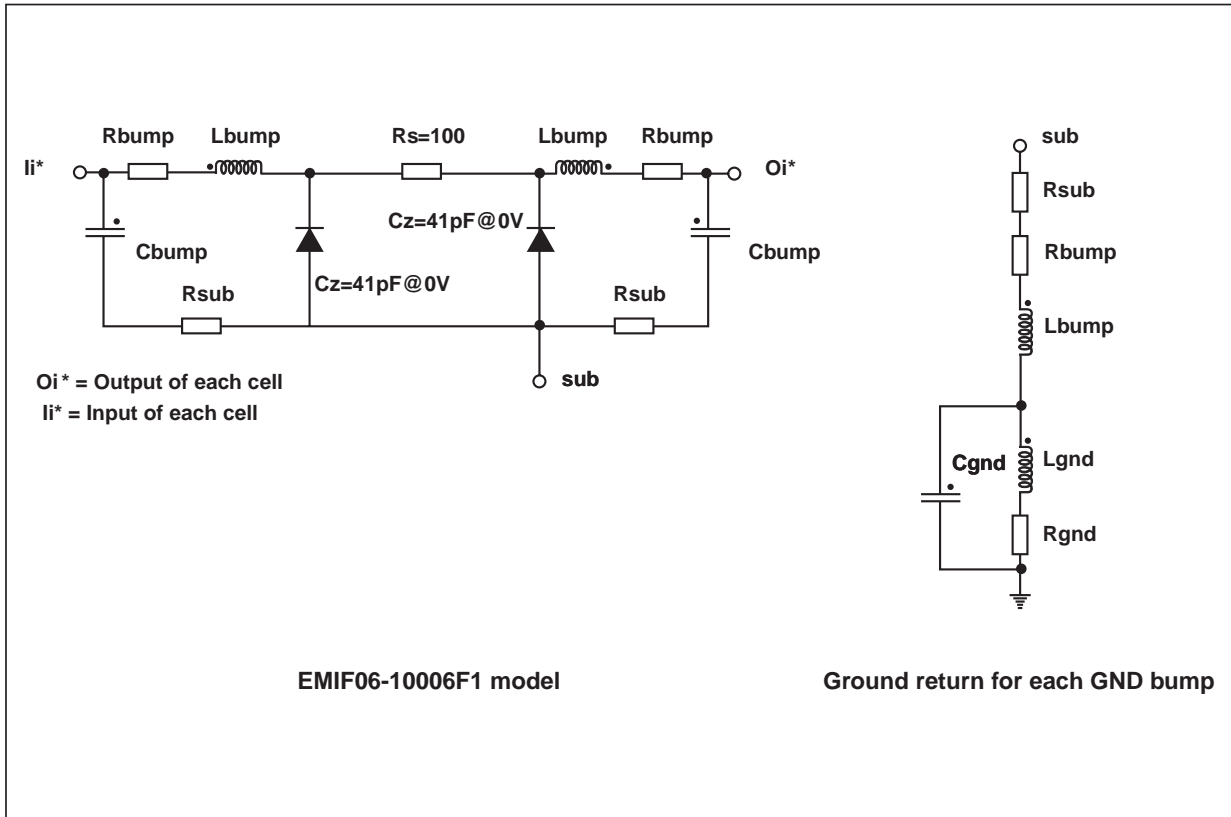 Rbump
Lbump
Rs=100
Lbump
Rbump
Ii*
Oi*
Cz=41pF@0V
Cbump
Cbump
Cz=41pF@0V
Rsub
Rsub
sub
Oi* = Output of each cell
Ii* = Input of each cell
EMIF06-10006F1 model
sub
Rsub
Rbump
Lbump
Cgnd
Lgnd
Rgnd
Ground return for each GND bump